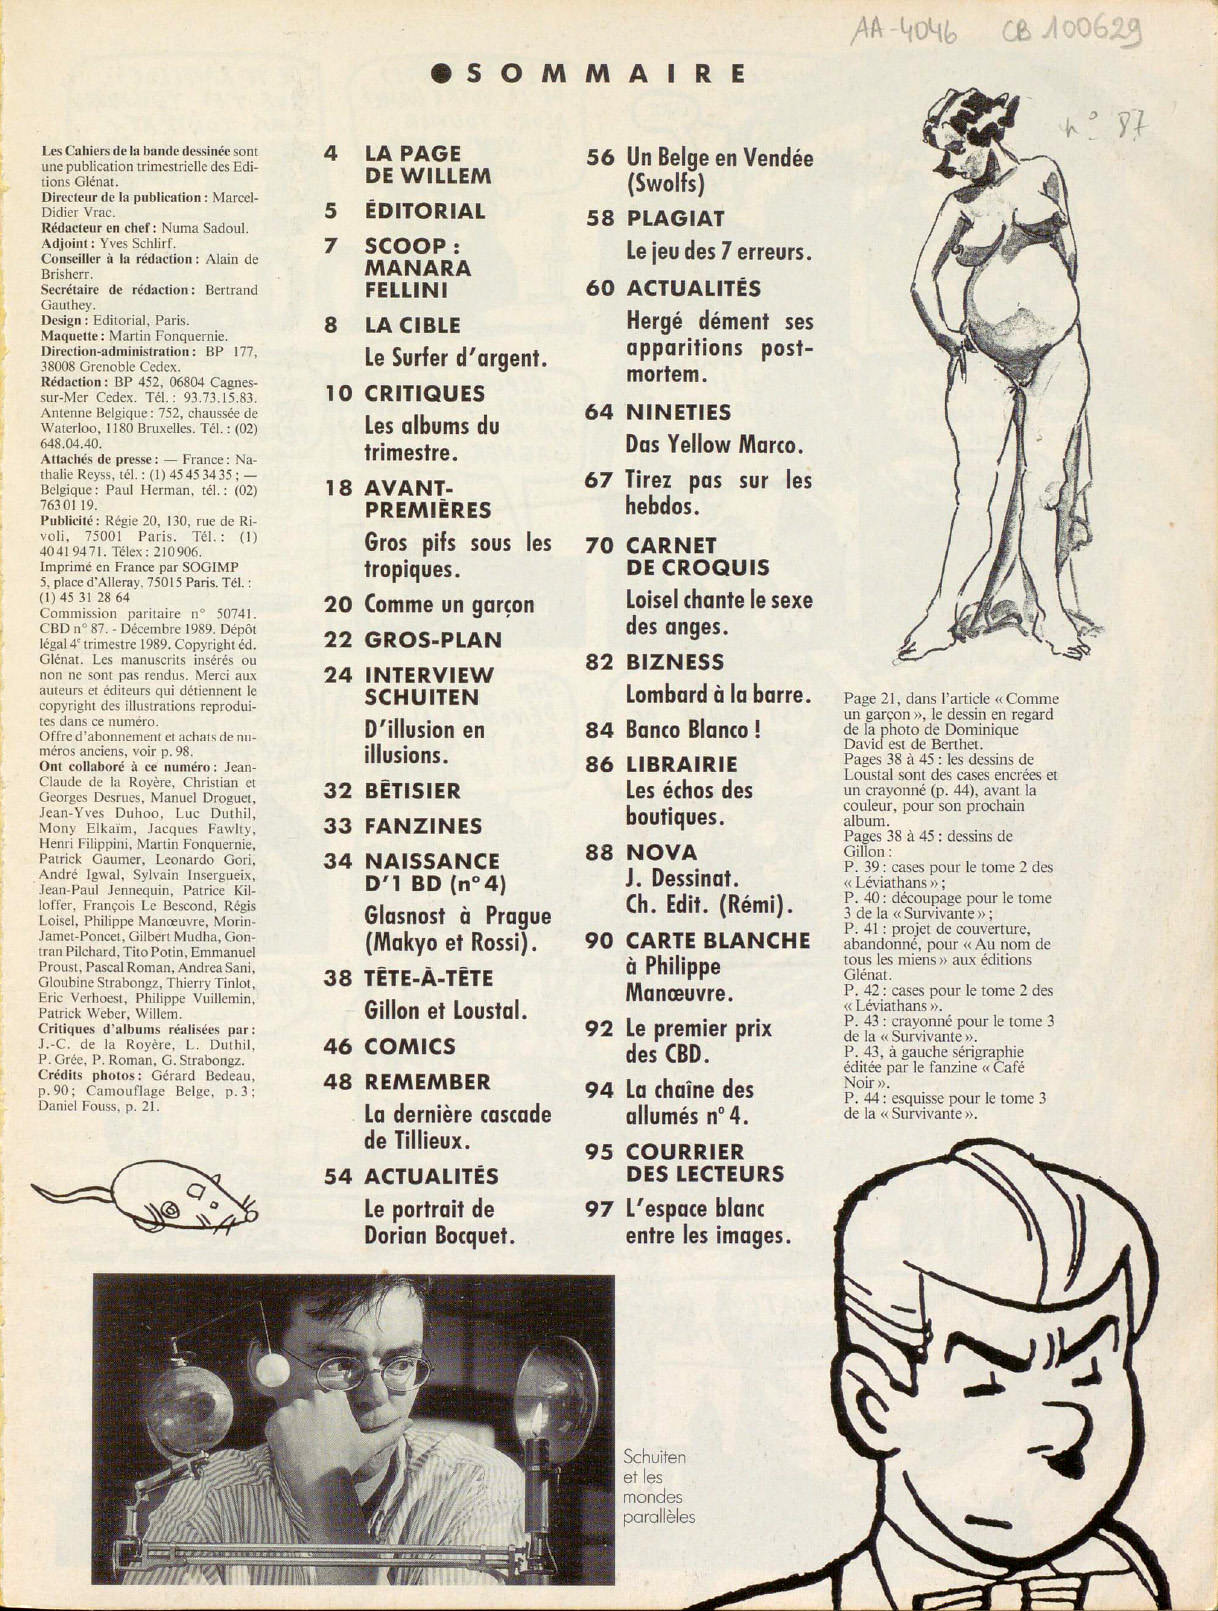 AA-4046 CB 100629
n° 87
● SOMMAIRE
Les Cahiers de la bande dessinée sont
une publication trimestrielle des Edi-
tions Glénat.
Directeur de la publication : Marcel-
Didier Vrac.
Rédacteur en chef : Numa Sadoul.
Adjoint : Yves Schlirf.
Conseiller à la rédaction : Alain de
Brisherr.
Secrétaire de rédaction : Bertrand
Gauthey.
Design : Editorial, Paris.
Maquette : Martin Fonquernie.
Direction-administration : BP 177,
38008 Grenoble Cedex.
Rédaction : BP 452, 06804 Cagnes-
sur-Mer Cedex. Tél. : 93.73.15.83.
Antenne Belgique : 752, chaussée de
Waterloo, 1180 Bruxelles. Tél. : (02)
648.04.40.
Attachés de presse : — France : Na-
thalie Reyss, tél. : (1) 45 45 34 35 ; —
Belgique : Paul Herman, tél. : (02)
763 01 19.
Publicité : Régie 20, 130, rue de Ri-
voli, 75001 Paris. Tél. : (1)
40 41 94 71. Télex : 210 906.
Imprimé en France par SOGIMP
5, place d'Alleray, 75015 Paris. Tél. :
(1) 45 31 28 64
Commission paritaire n° 50741.
CBD n° 87. - Décembre 1989. Dépôt
légal 4e trimestre 1989. Copyright éd.
Glénat. Les manuscrits insérés ou
non ne sont pas rendus. Merci aux
auteurs et éditeurs qui détiennent le
copyright des illustrations reprodui-
tes dans ce numéro.
Offre d'abonnement et achats de nu-
méros anciens, voir p. 98.
Ont collaboré à ce numéro : Jean-
Claude de la Royère, Christian et
Georges Desrues, Manuel Droguet,
Jean-Yves Duhoo, Luc Duthil,
Mony Elkaïm, Jacques Fawlty,
Henri Filippini, Martin Fonquernie,
Patrick Gaumer, Leonardo Gori,
André Igwal, Sylvain Insergueix,
Jean-Paul Jennequin, Patrice Kil-
loffer, François Le Bescond, Régis
Loisel, Philippe Manœuvre, Morin-
Jamet-Poncet, Gilbert Mudha, Gon-
tran Pilchard, Tito Potin, Emmanuel
Proust, Pascal Roman, Andrea Sani,
Gloubine Strabongz, Thierry Tinlot,
Eric Verhoest, Philippe Vuillemin,
Patrick Weber, Willem.
Critiques d'albums réalisées par :
J.-C. de la Royère, L. Duthil,
P. Grée, P. Roman, G. Strabongz.
Crédits photos : Gérard Bedeau,
p. 90 ; Camouflage Belge, p. 3 ;
Daniel Fouss, p. 21.
4 LA PAGE
DE WILLEM
5 ÉDITORIAL
7 SCOOP :
MANARA
FELLINI
8 LA CIBLE
Le Surfer d'argent.
10 CRITIQUES
Les albums du
trimestre.
18 AVANT-
PREMIÈRES
Gros pifs sous les
tropiques.
20 Comme un garçon
22 GROS-PLAN
24 INTERVIEW
SCHUITEN
D'illusion en
illusions.
32 BÊTISIER
33 FANZINES
34 NAISSANCE
D'1 BD (n° 4)
Glasnost à Prague
(Makyo et Rossi).
38 TÊTE-À-TÊTE
Gillon et Loustal.
46 COMICS
48 REMEMBER
La dernière cascade
de Tillieux.
54 ACTUALITÉS
Le portrait de
Dorian Bocquet.
56 Un Belge en Vendée
(Swolfs)
58 PLAGIAT
Le jeu des 7 erreurs.
60 ACTUALITÉS
Hergé dément ses
apparitions post-
mortem.
64 NINETIES
Das Yellow Marco.
67 Tirez pas sur les
hebdos.
70 CARNET
DE CROQUIS
Loisel chante le sexe
des anges.
82 BIZNESS
Lombard à la barre.
84 Banco Blanco !
86 LIBRAIRIE
Les échos des
boutiques.
88 NOVA
J. Dessinat.
Ch. Edit. (Rémi).
90 CARTE BLANCHE
à Philippe
Manœuvre.
92 Le premier prix
des CBD.
94 La chaîne des
allumés n° 4.
95 COURRIER
DES LECTEURS
97 L'espace blanc
entre les images.
Page 21, dans l'article « Comme
un garçon », le dessin en regard
de la photo de Dominique
David est de Berthet.
Pages 38 à 45 : les dessins de
Loustal sont des cases encrées et
un crayonné (p. 44), avant la
couleur, pour son prochain
album.
Pages 38 à 45 : dessins de
Gillon :
P. 39 : cases pour le tome 2 des
« Léviathans » ;
P. 40 : découpage pour le tome
3 de la « Survivante » ;
P. 41 : projet de couverture,
abandonné, pour « Au nom de
tous les miens » aux éditions
Glénat.
P. 42 : cases pour le tome 2 des
« Léviathans ».
P. 43 : crayonné pour le tome 3
de la « Survivante ».
P. 43, à gauche sérigraphie
éditée par le fanzine « Café
Noir ».
P. 44 : esquisse pour le tome 3
de la « Survivante ».
Schuiten
et les
mondes
parallèles